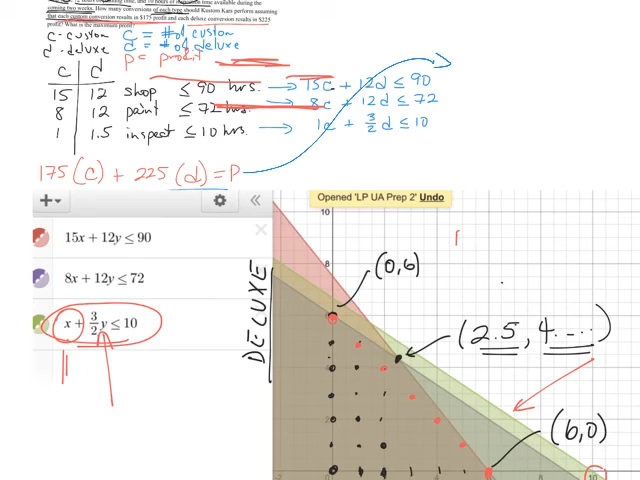 coming two weeks. How many conversions of each type should Kustom Kars perform assuming
that each custom conversion results in $175 profit and each deluxe conversion results in $225
profit? What is the maximum profit?
c - custom
c = # of custom
d - deluxe
d = # of deluxe
P = profit
c d
15 12 shop ≤ 90 hrs. → 15c + 12d ≤ 90
8 12 paint ≤ 72 hrs. → 8c + 12d ≤ 72
1 1.5 inspect ≤ 10 hrs. → 1c + 3/2 d ≤ 10
175 (c) + 225 (d) = P
Opened 'LP UA Prep 2' Undo
15x + 12y ≤ 90
8x + 12y ≤ 72
x + 3/2 y ≤ 10
10
8
(0,6)
DELUXE
(2.5, 4....)
(6,0)
2
-2
0
2
4
6
8
10